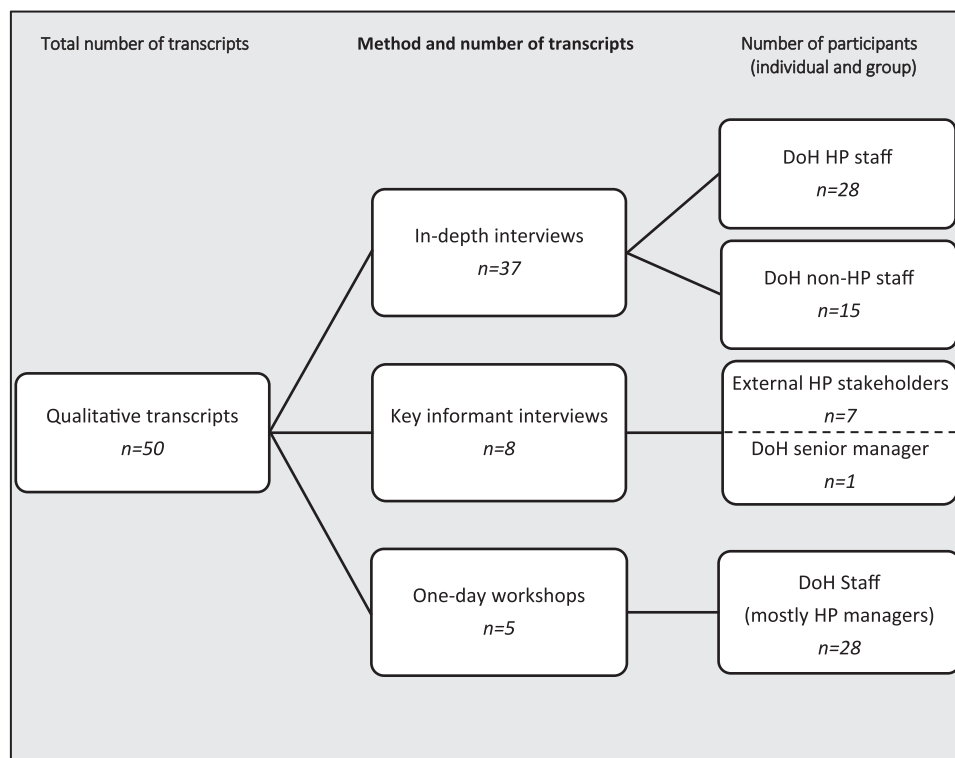 Total number of transcripts
Method and number of transcripts
Number of participants
(individual and group)
DoH HP staff
n=28
In-depth interviews
n=37
DoH non-HP staff
n=15
Qualitative transcripts
n=50
Key informant interviews
n=8
External HP stakeholders
n=7
DoH senior manager
n=1
One-day workshops
n=5
DoH Staff
(mostly HP managers)
n=28